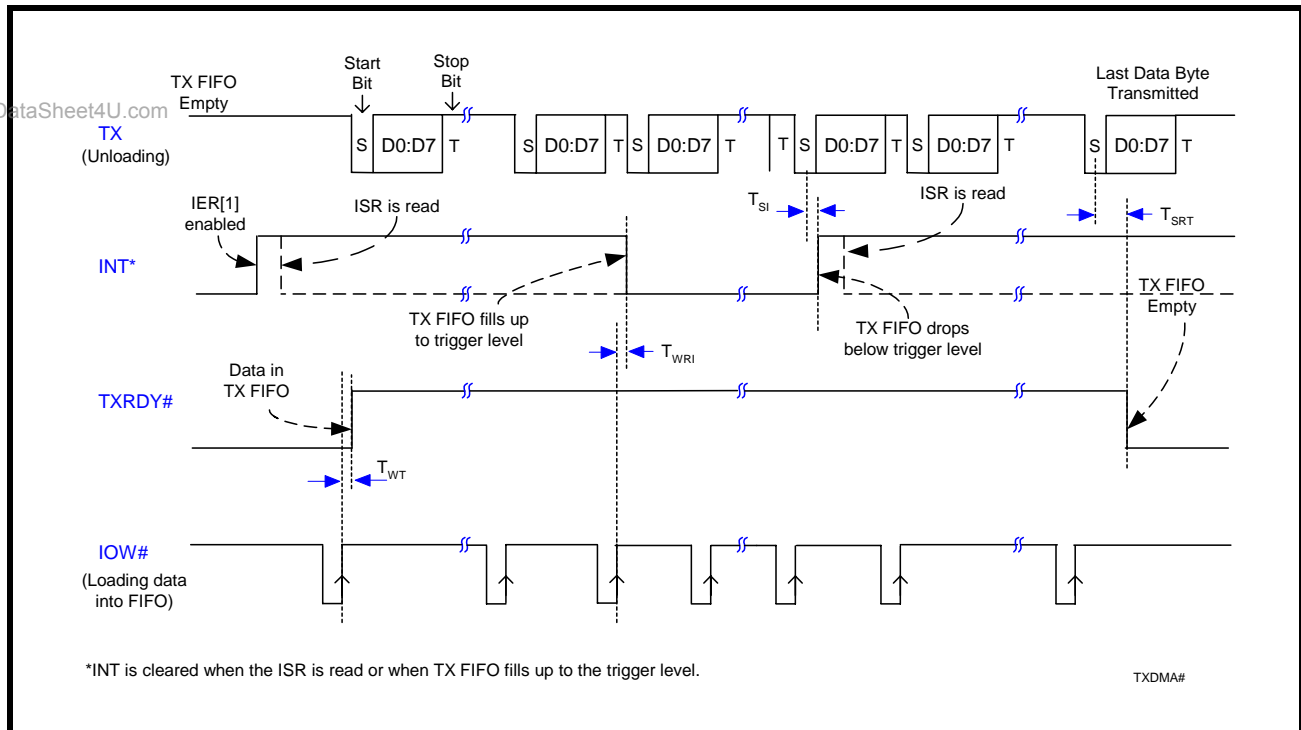 Start
Bit
Stop
Bit
TX FIFO
Empty
Last Data Byte
Transmitted
DataSheet4U.com
TX
(Unloading)
S D0:D7 T S D0:D7 T S D0:D7 T T S D0:D7 T S D0:D7 T S D0:D7 T
IER[1]
enabled
ISR is read
TSI
ISR is read
TSRT
INT*
TX FIFO fills up
to trigger level
TX FIFO drops
below trigger level
TX FIFO
Empty
TWRI
Data in
TX FIFO
TXRDY#
TWT
IOW#
(Loading data
into FIFO)
*INT is cleared when the ISR is read or when TX FIFO fills up to the trigger level.
TXDMA#